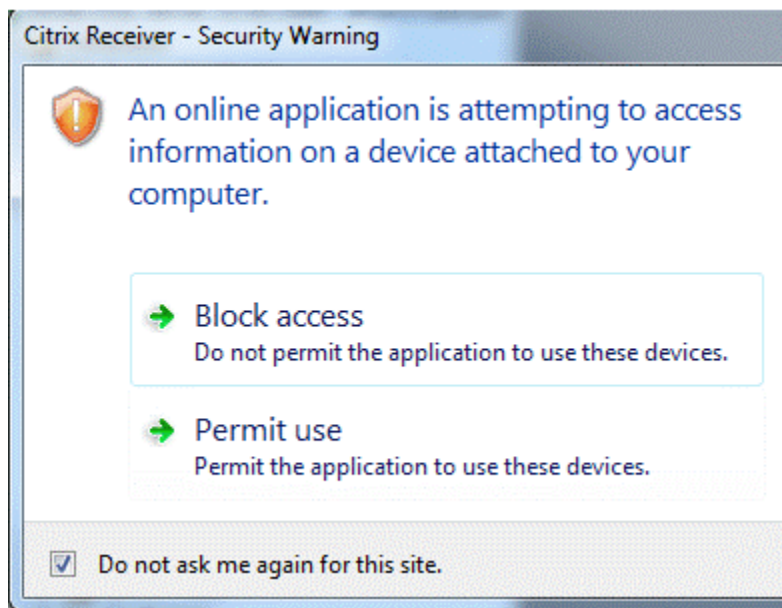 Citrix Receiver - Security Warning
An online application is attempting to access
information on a device attached to your
computer.
Block access
Do not permit the application to use these devices.
Permit use
Permit the application to use these devices.
Do not ask me again for this site.